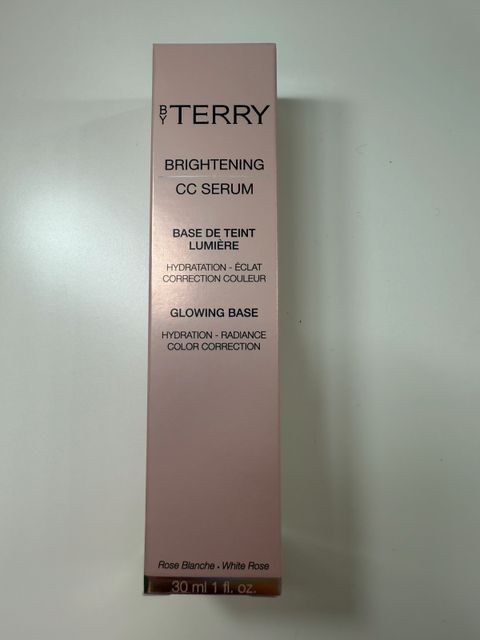 BY TERRY
BRIGHTENING
CC SERUM
BASE DE TEINT
LUMIÈRE
HYDRATATION - ÉCLAT
CORRECTION COULEUR
GLOWING BASE
HYDRATION - RADIANCE
COLOR CORRECTION
Rose Blanche • White Rose
30 ml 1 fl. oz.